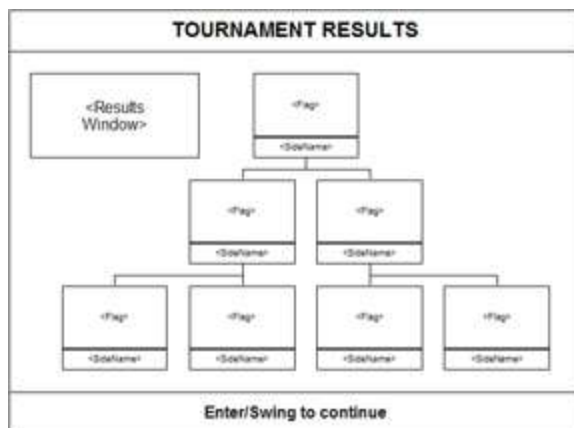 TOURNAMENT RESULTS
<Results
Window>
<Flag>
<SideName>
<Flag>
<Flag>
<SideName>
<SideName>
<Flag>
<Flag>
<Flag>
<Flag>
<SideName>
<SideName>
<SideName>
<SideName>
Enter/Swing to continue